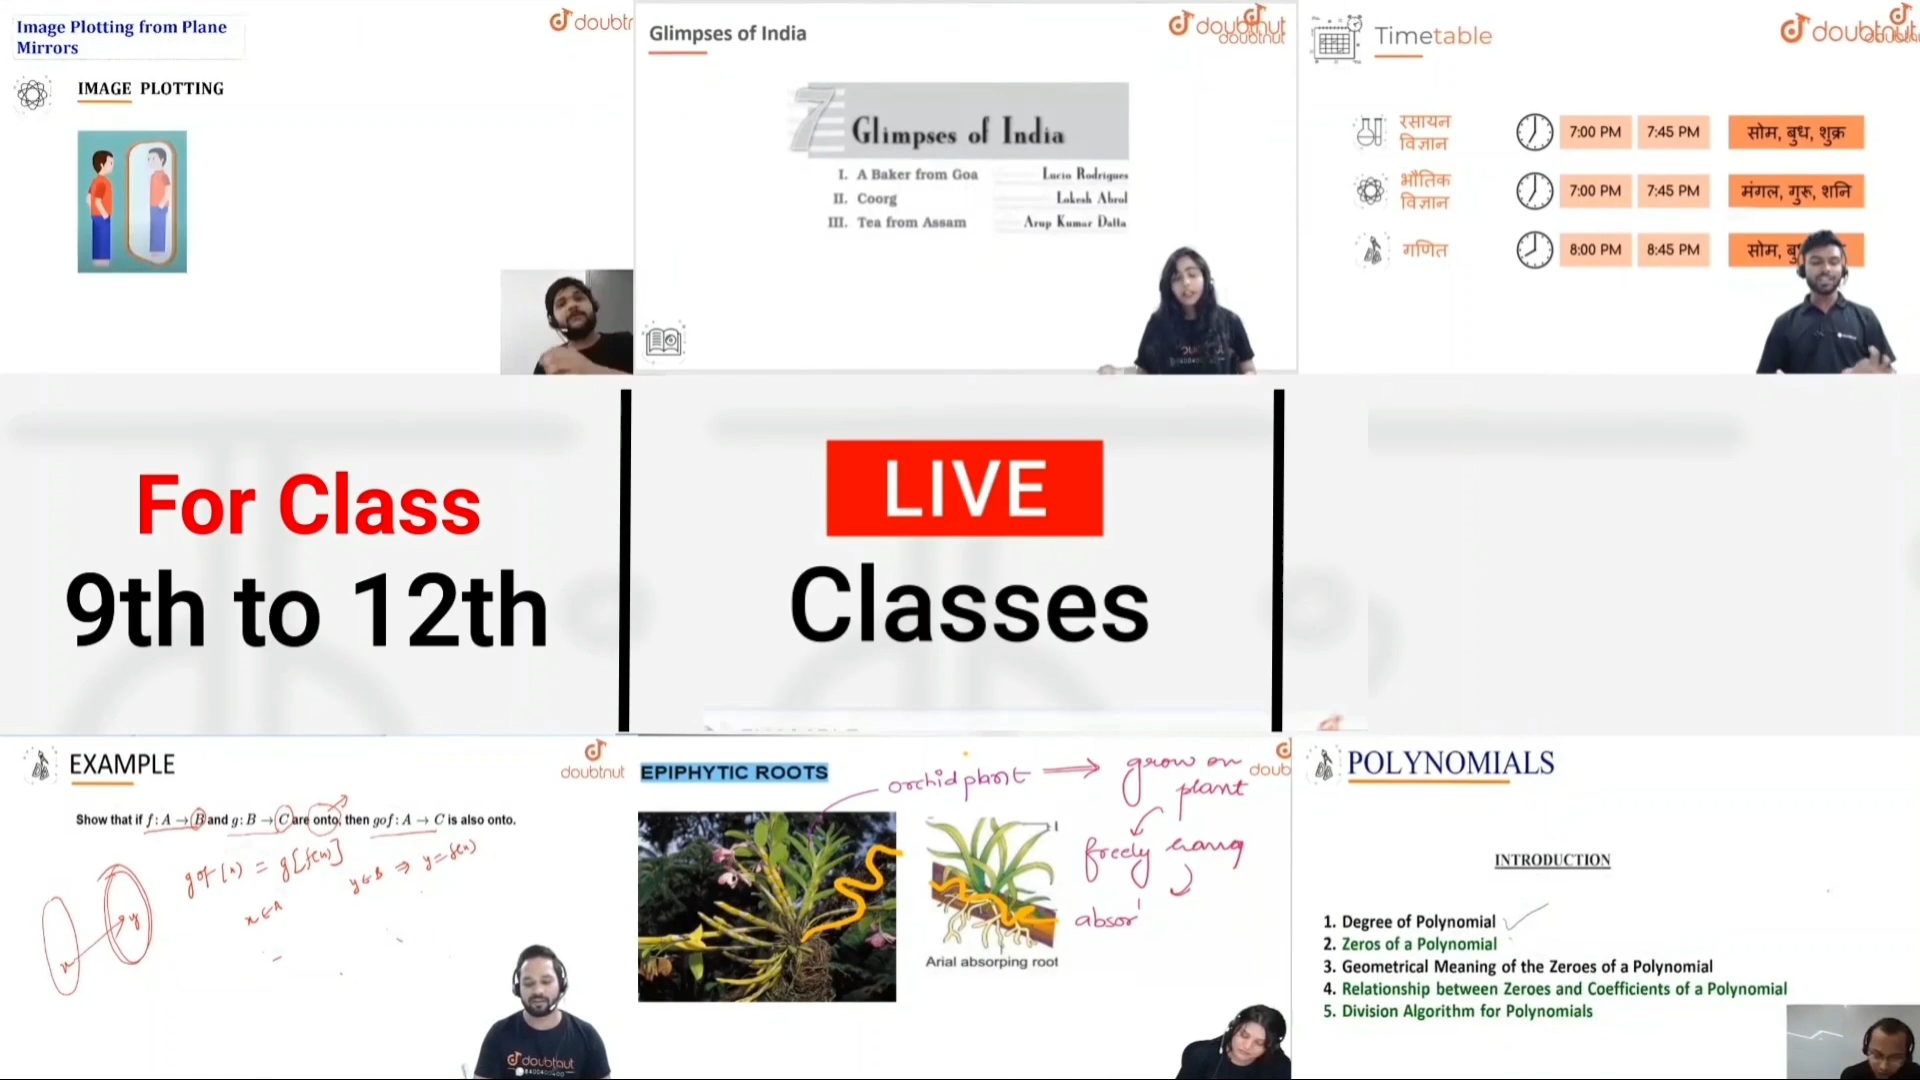 Image Plotting from Plane
Mirrors
IMAGE PLOTTING
Glimpses of India
doubtnut
doubtnut
7 Glimpses of India
I. A Baker from Goa Lucio Rodrigues
II. Coorg Lokesh Abrol
III. Tea from Assam Arup Kumar Datta
Timetable
doubtnut
रसायन
विज्ञान
7:00 PM 7:45 PM सोम, बुध, शुक्र
भौतिक
विज्ञान
7:00 PM 7:45 PM मंगल, गुरू, शनि
गणित 8:00 PM 8:45 PM सोम,
For Class
9th to 12th
LIVE
Classes
EXAMPLE
doubtnut
Show that if f : A → B and g : B → C are onto, then gof : A → C is also onto.
gof(x) = g[f(x)]
y∈B ⇒ y=f(x)
x∈A
x y
doubtnut
EPIPHYTIC ROOTS
orchid plant → grow on
plant
freely hang
absor
Arial absorping root
doub
POLYNOMIALS
INTRODUCTION
1. Degree of Polynomial
2. Zeros of a Polynomial
3. Geometrical Meaning of the Zeroes of a Polynomial
4. Relationship between Zeroes and Coefficients of a Polynomial
5. Division Algorithm for Polynomials